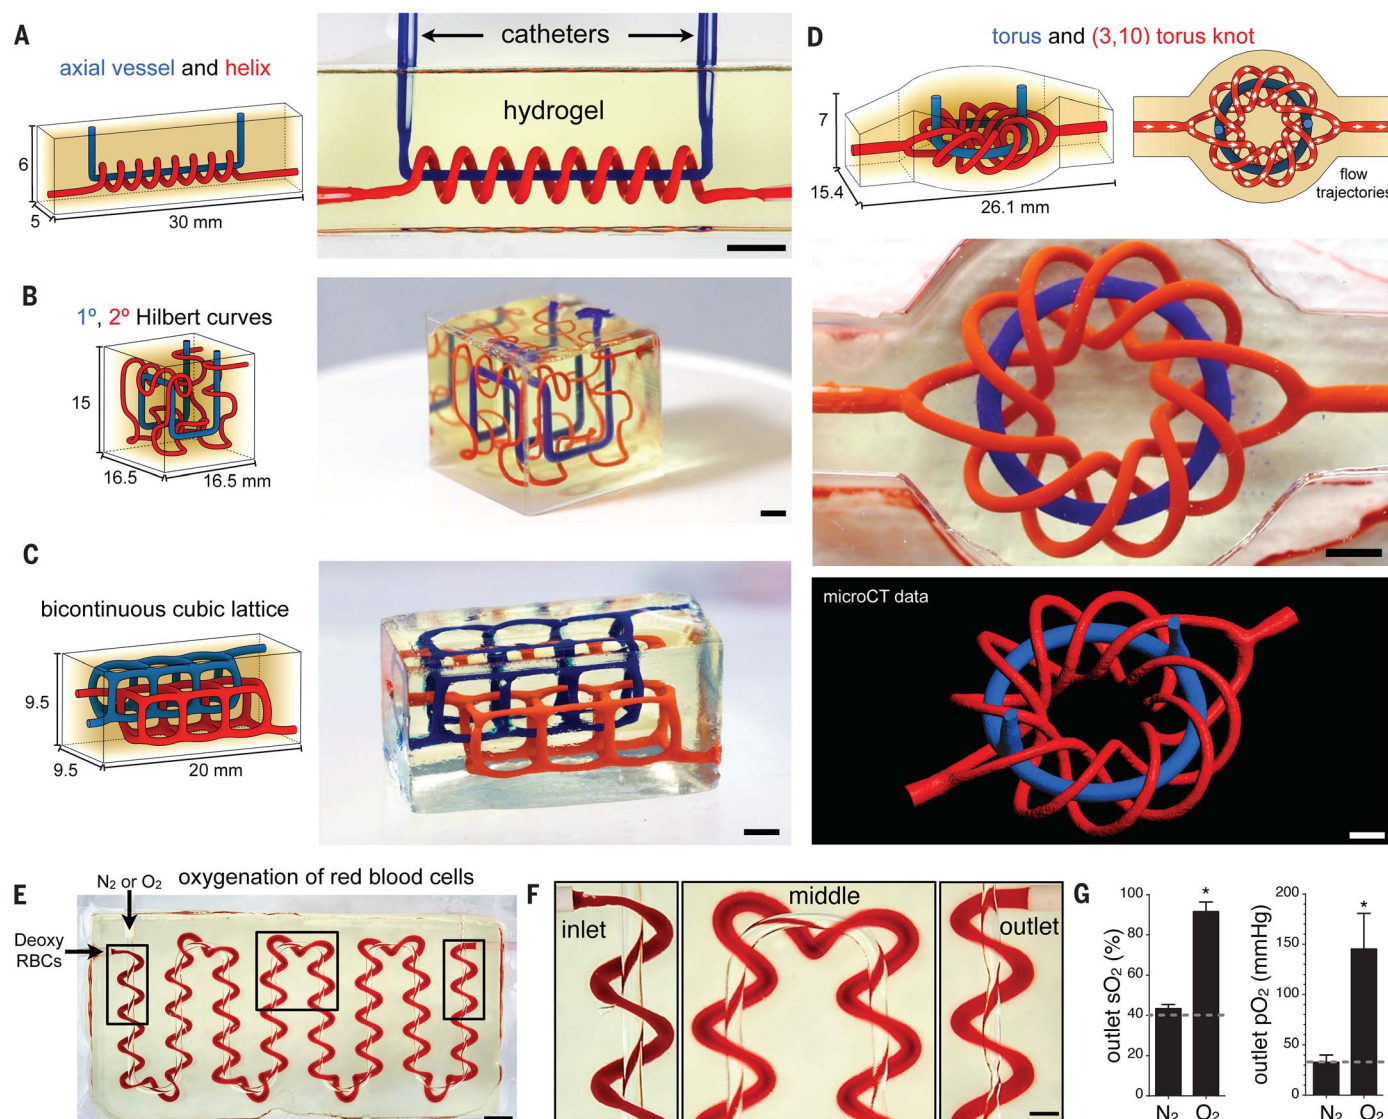 A
axial vessel and helix
6
5
30 mm
catheters
hydrogel
B
1º, 2º Hilbert curves
15
16.5
16.5 mm
C
bicontinuous cubic lattice
9.5
9.5
20 mm
D
torus and (3,10) torus knot
7
15.4
26.1 mm
flow
trajectories
microCT data
E
N₂ or O₂
oxygenation of red blood cells
Deoxy
RBCs
F
inlet
middle
outlet
G
outlet sO₂ (%)
100
80
60
40
20
0
*
N₂ O₂
outlet pO₂ (mmHg)
200
150
100
50
0
*
N₂ O₂